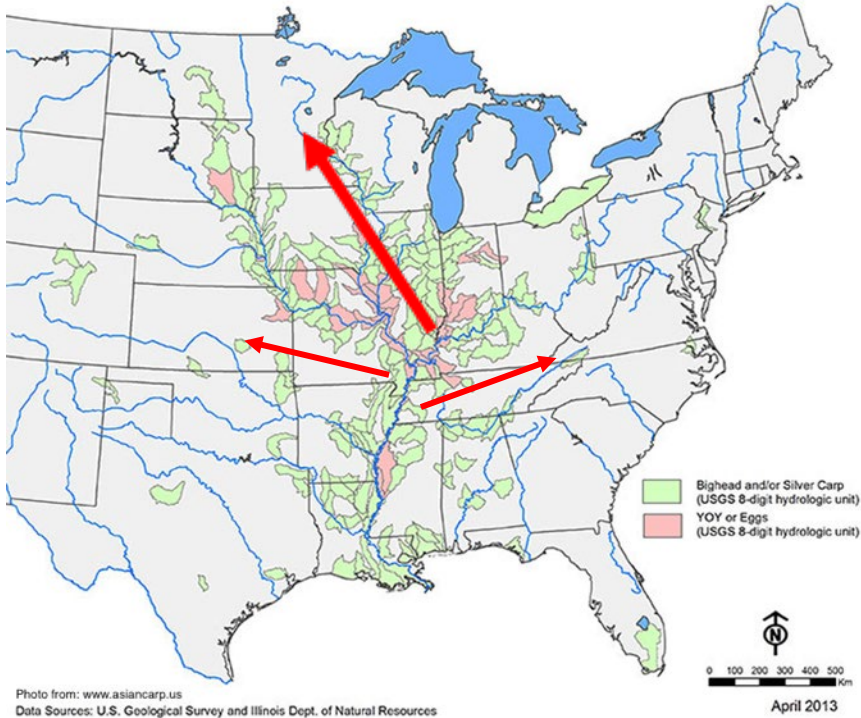 Bighead and/or Silver Carp
(USGS 8-digit hydrologic unit)
YOY or Eggs
(USGS 8-digit hydrologic unit)
N
0 100 200 300 400 500
Km
Photo from: www.asiancarp.us
Data Sources: U.S. Geological Survey and Illinois Dept. of Natural Resources
April 2013